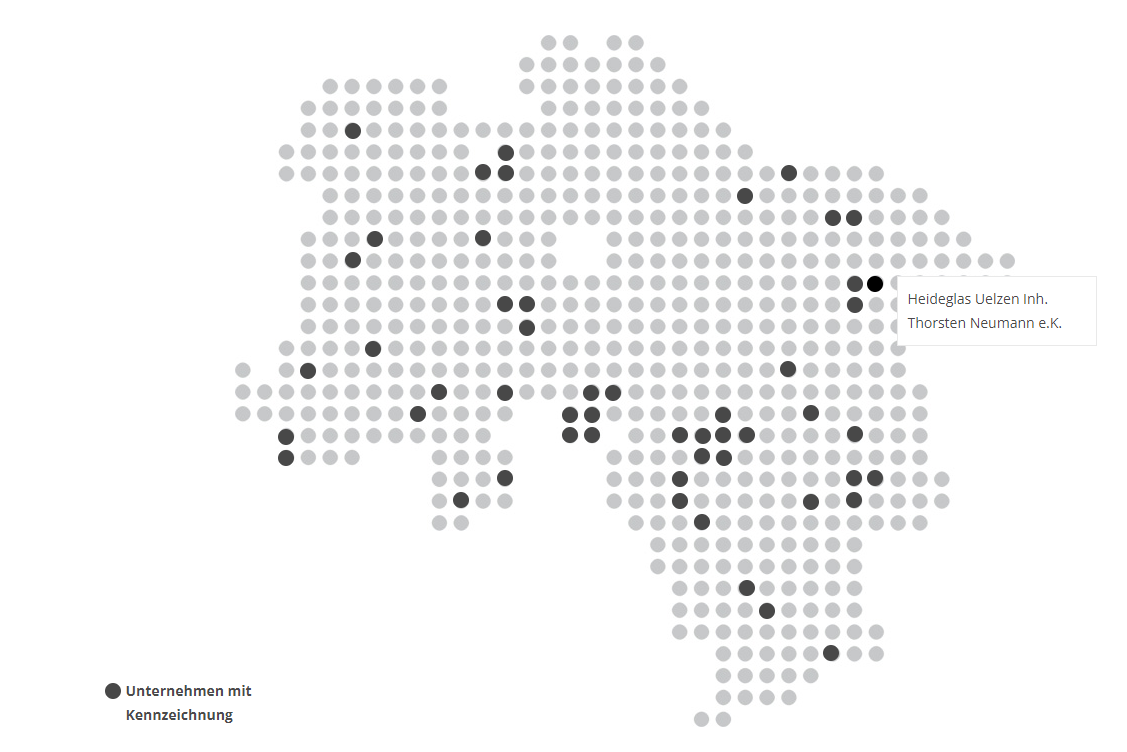 Heideglas Uelzen Inh.
Thorsten Neumann e.K.
Unternehmen mit
Kennzeichnung